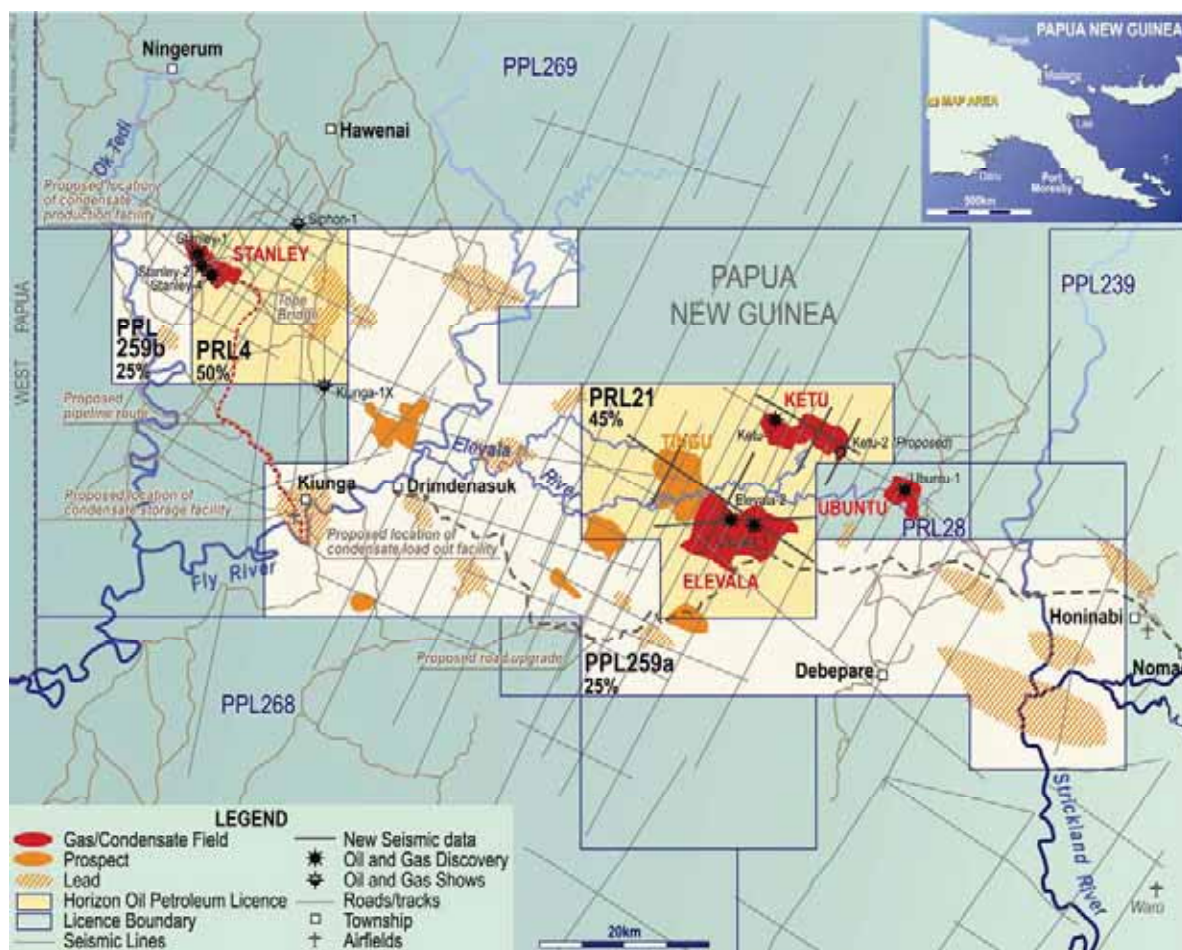 Ningerum
PPL269
PAPUA NEW GUINEA
Madang
MAP AREA
Lae
Daru
Port
Moresby
500km
Hawenai
Ok Tedi
Proposed location
of condensate
production facility
Siphon-1
Stanley-1
STANLEY
Stanley-2
Stanley-4
PAPUA
NEW GUINEA
PPL239
WEST PAPUA
PPL
259b
25%
PRL4
50%
Bridge
Kiunga-1X
Proposed
pipeline route
PRL21
45%
KETU
Ketu-2 (Proposed)
Elevala
River
TINGU
Kiunga
Drimdenasuk
Proposed location of
condensate storage facility
Elevala-2
Ubuntu-1
UBUNTU
PRL28
Proposed location of
condensate load out facility
Fly River
ELEVALA
Honinabi
Proposed road upgrade
PPL259a
25%
Debepare
Noma
PPL268
Strickland River
Waro
LEGEND
Gas/Condensate Field
Prospect
Lead
Horizon Oil Petroleum Licence
Licence Boundary
Seismic Lines
New Seismic data
Oil and Gas Discovery
Oil and Gas Shows
Roads/tracks
Township
Airfields
20km